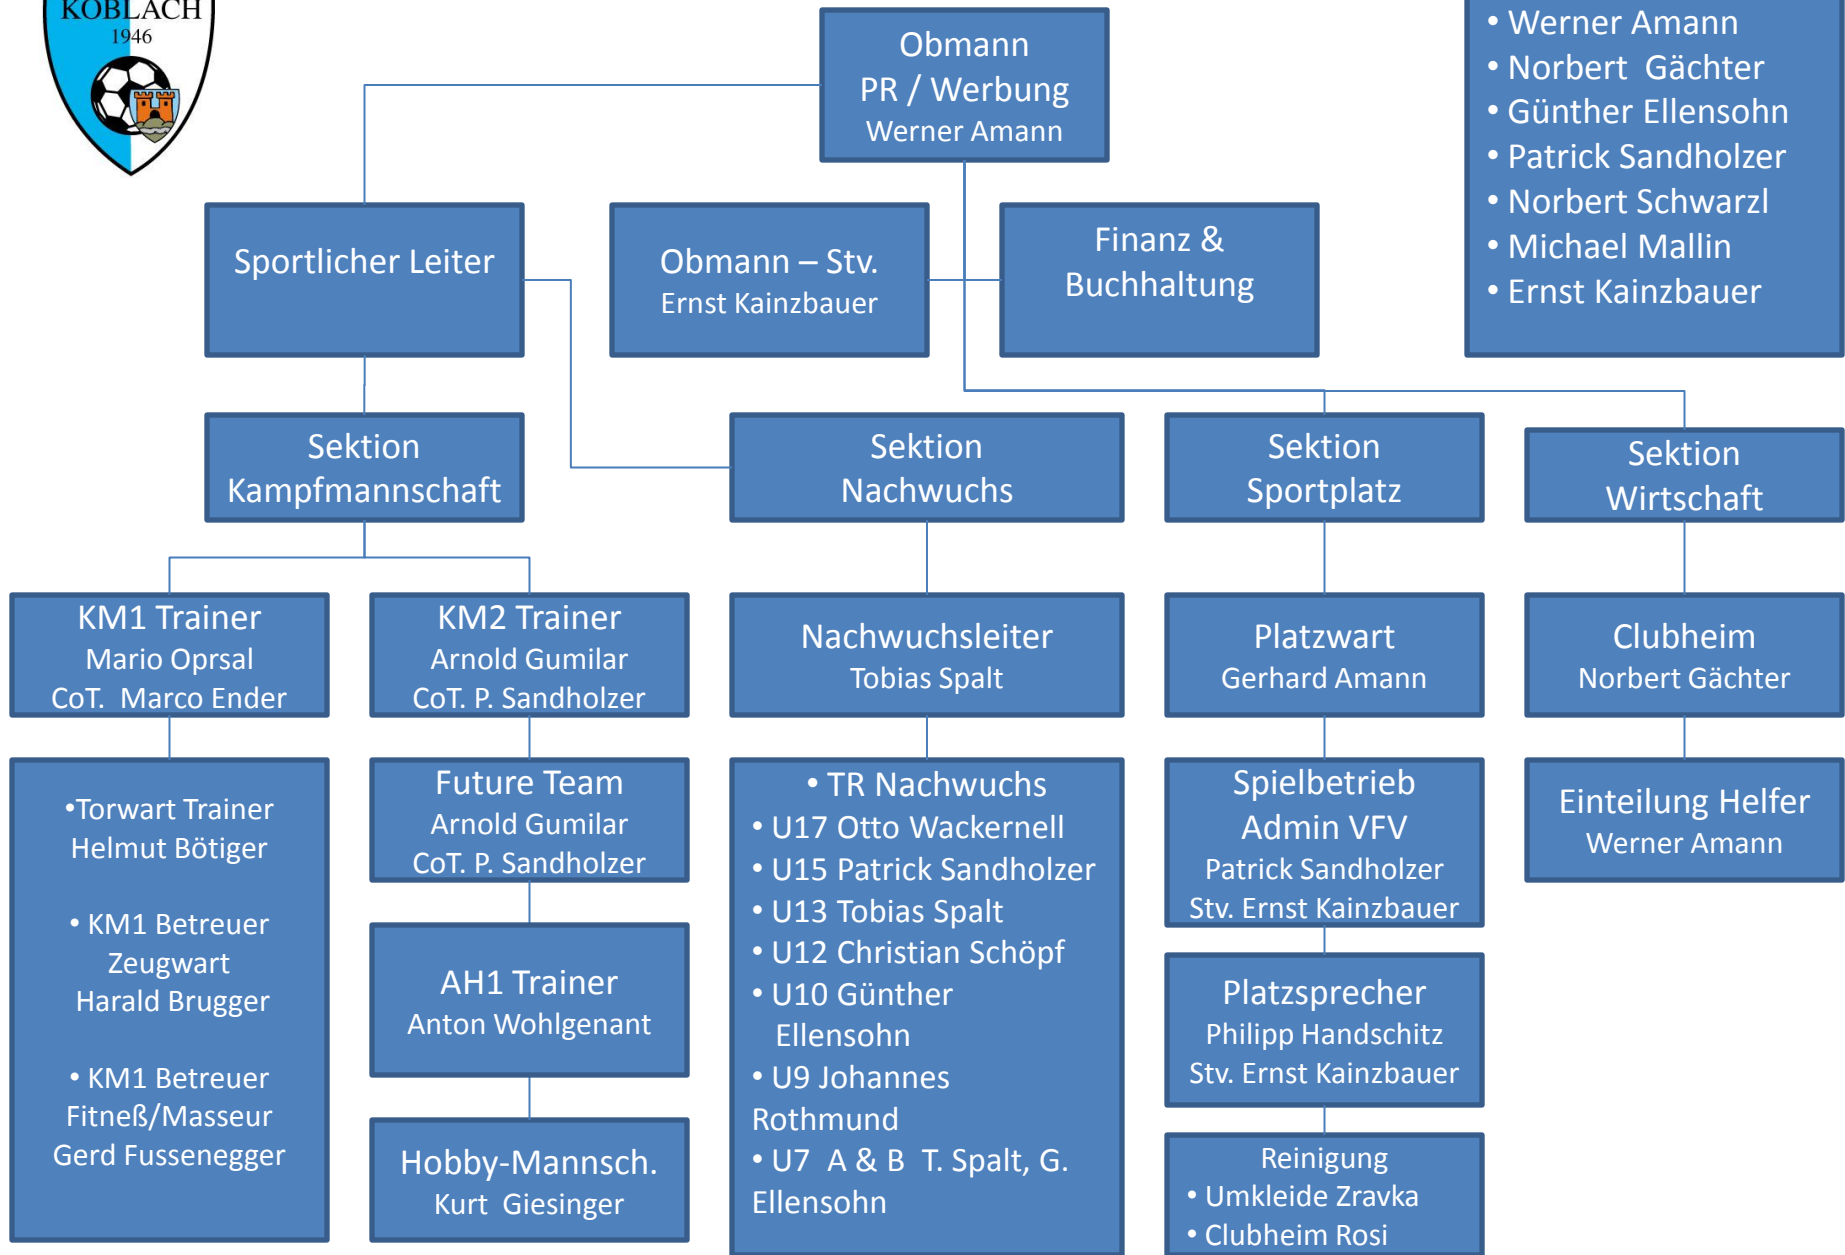 KOBLACH
1946
Obmann
PR / Werbung
Werner Amann
• Werner Amann
• Norbert Gächter
• Günther Ellensohn
• Patrick Sandholzer
• Norbert Schwarzl
• Michael Mallin
• Ernst Kainzbauer
Sportlicher Leiter
Obmann – Stv.
Ernst Kainzbauer
Finanz &
Buchhaltung
Sektion
Kampfmannschaft
Sektion
Nachwuchs
Sektion
Sportplatz
Sektion
Wirtschaft
KM1 Trainer
Mario Oprsal
CoT. Marco Ender
KM2 Trainer
Arnold Gumilar
CoT. P. Sandholzer
Nachwuchsleiter
Tobias Spalt
Platzwart
Gerhard Amann
Clubheim
Norbert Gächter
•Torwart Trainer
Helmut Bötiger
• KM1 Betreuer
Zeugwart
Harald Brugger
• KM1 Betreuer
Fitneß/Masseur
Gerd Fussenegger
Future Team
Arnold Gumilar
CoT. P. Sandholzer
AH1 Trainer
Anton Wohlgenant
Hobby-Mannsch.
Kurt Giesinger
• TR Nachwuchs
• U17 Otto Wackernell
• U15 Patrick Sandholzer
• U13 Tobias Spalt
• U12 Christian Schöpf
• U10 Günther
Ellensohn
• U9 Johannes
Rothmund
• U7 A & B T. Spalt, G.
Ellensohn
Spielbetrieb
Admin VFV
Patrick Sandholzer
Stv. Ernst Kainzbauer
Platzsprecher
Philipp Handschitz
Stv. Ernst Kainzbauer
Reinigung
• Umkleide Zravka
• Clubheim Rosi
Einteilung Helfer
Werner Amann